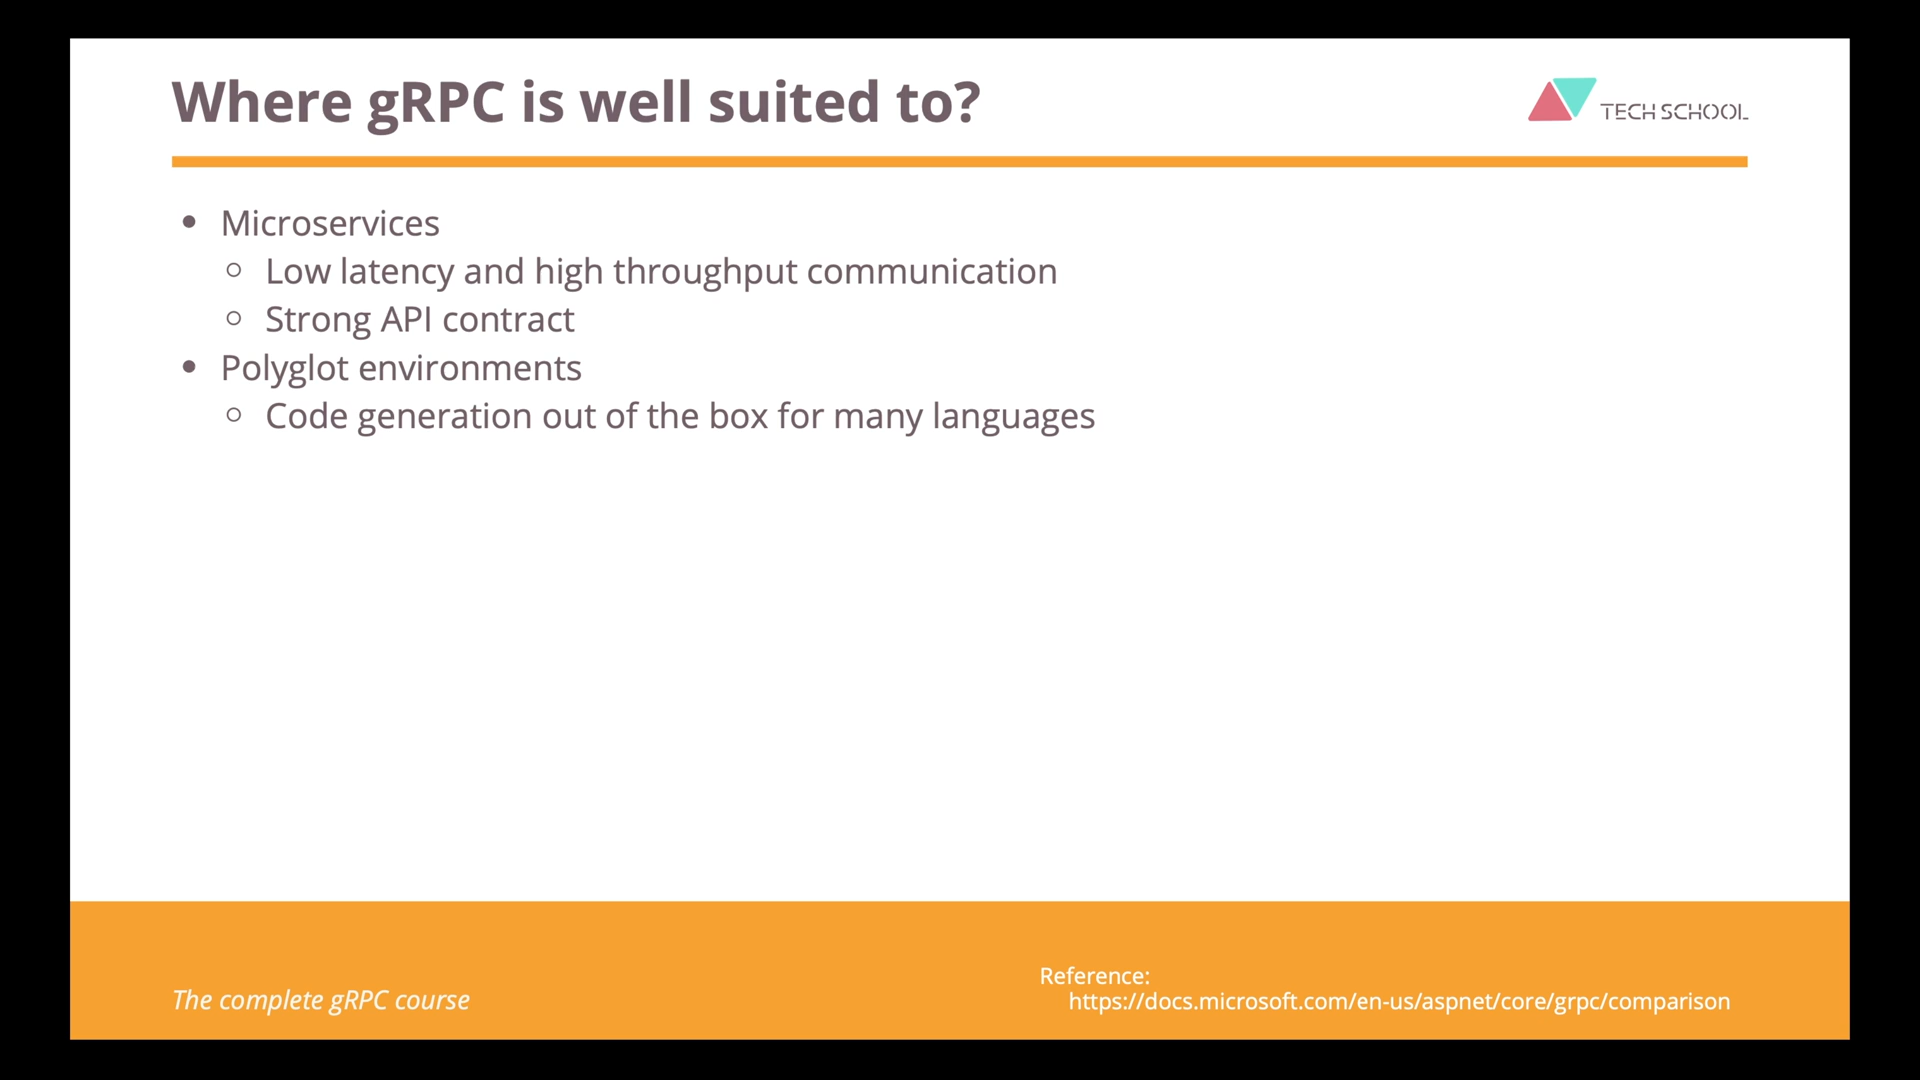 Where gRPC is well suited to?
TECH SCHOOL
• Microservices
○ Low latency and high throughput communication
○ Strong API contract
• Polyglot environments
○ Code generation out of the box for many languages
The complete gRPC course
Reference:
https://docs.microsoft.com/en-us/aspnet/core/grpc/comparison